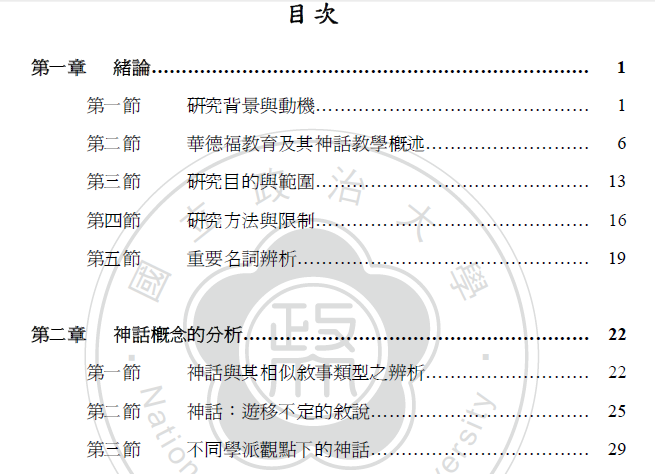 目次
第一章 緒論…………………………………………………………… 1
第一節 研究背景與動機……………………………………… 1
第二節 華德福教育及其神話教學概述……………………… 6
第三節 研究目的與範圍……………………………………… 13
第四節 研究方法與限制……………………………………… 16
第五節 重要名詞辨析………………………………………… 19
第二章 神話概念的分析……………………………………………… 22
第一節 神話與其相似敘事類型之辨析……………………… 22
第二節 神話：遊移不定的敘說……………………………… 25
第三節 不同學派觀點下的神話……………………………… 29
國立政治大學
政
Nation
ersity